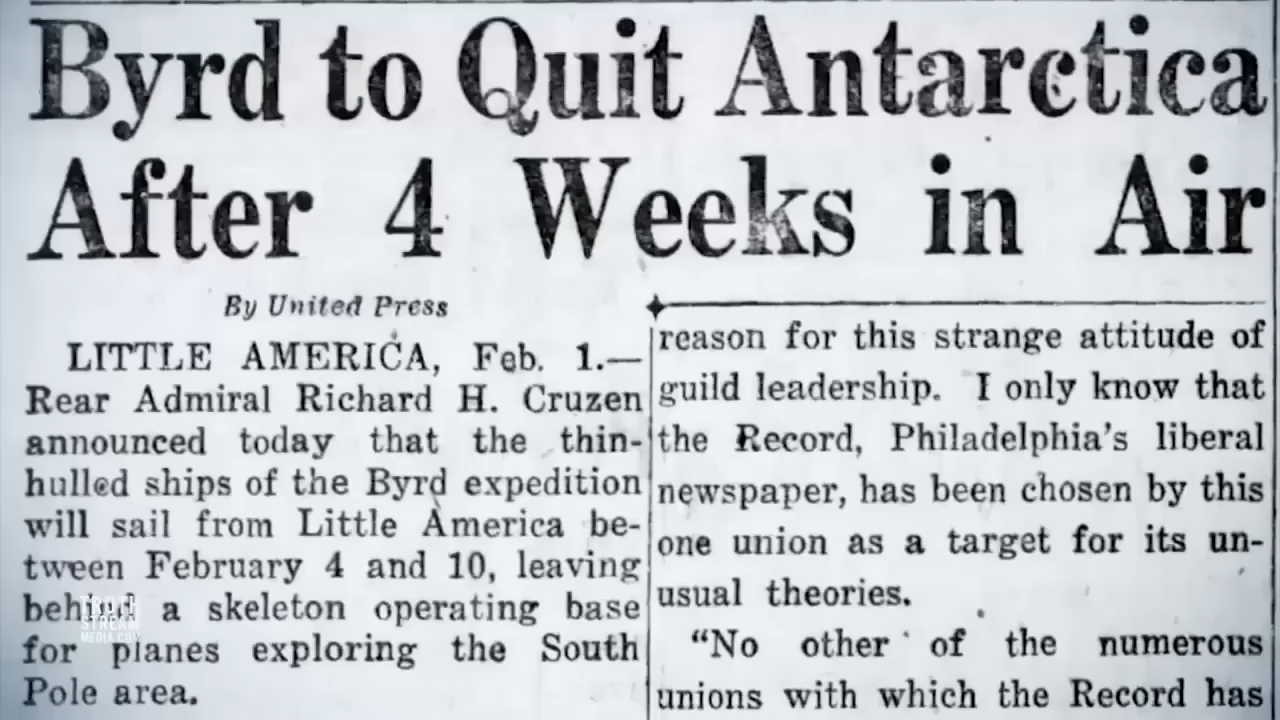 Byrd to Quit Antarctica
After 4 Weeks in Air
By United Press
LITTLE AMERICA, Feb. 1.—
Rear Admiral Richard H. Cruzen
announced today that the thin-
hulled ships of the Byrd expedition
will sail from Little America be-
tween February 4 and 10, leaving
behind a skeleton operating base
for planes exploring the South
Pole area.
reason for this strange attitude of
guild leadership. I only know that
the Record, Philadelphia's liberal
newspaper, has been chosen by this
one union as a target for its un-
usual theories.
“No other of the numerous
unions with which the Record has
TRUTH
STREAM
MEDIA.COM